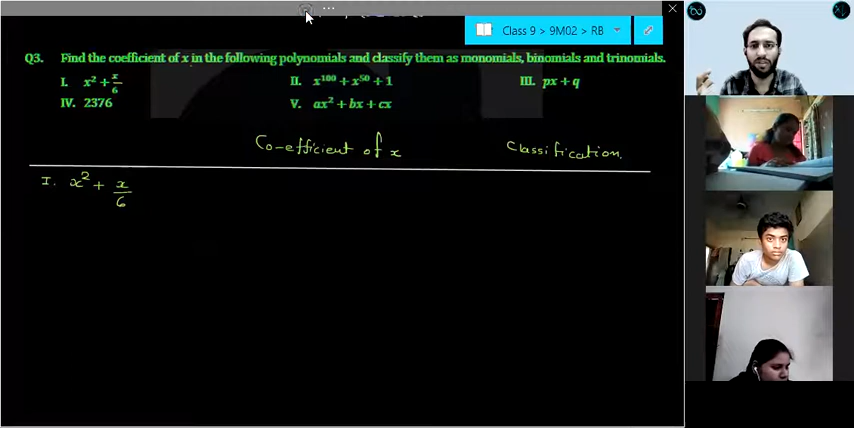 Class 9 > 9M02 > RB
Q3. Find the coefficient of x in the following polynomials and classify them as monomials, binomials and trinomials.
I. x² + x/6 II. x¹⁰⁰ + x⁵⁰ + 1 III. px + q
IV. 2376 V. ax² + bx + cx
Co-efficient of x Classification.
I. x² + x/6